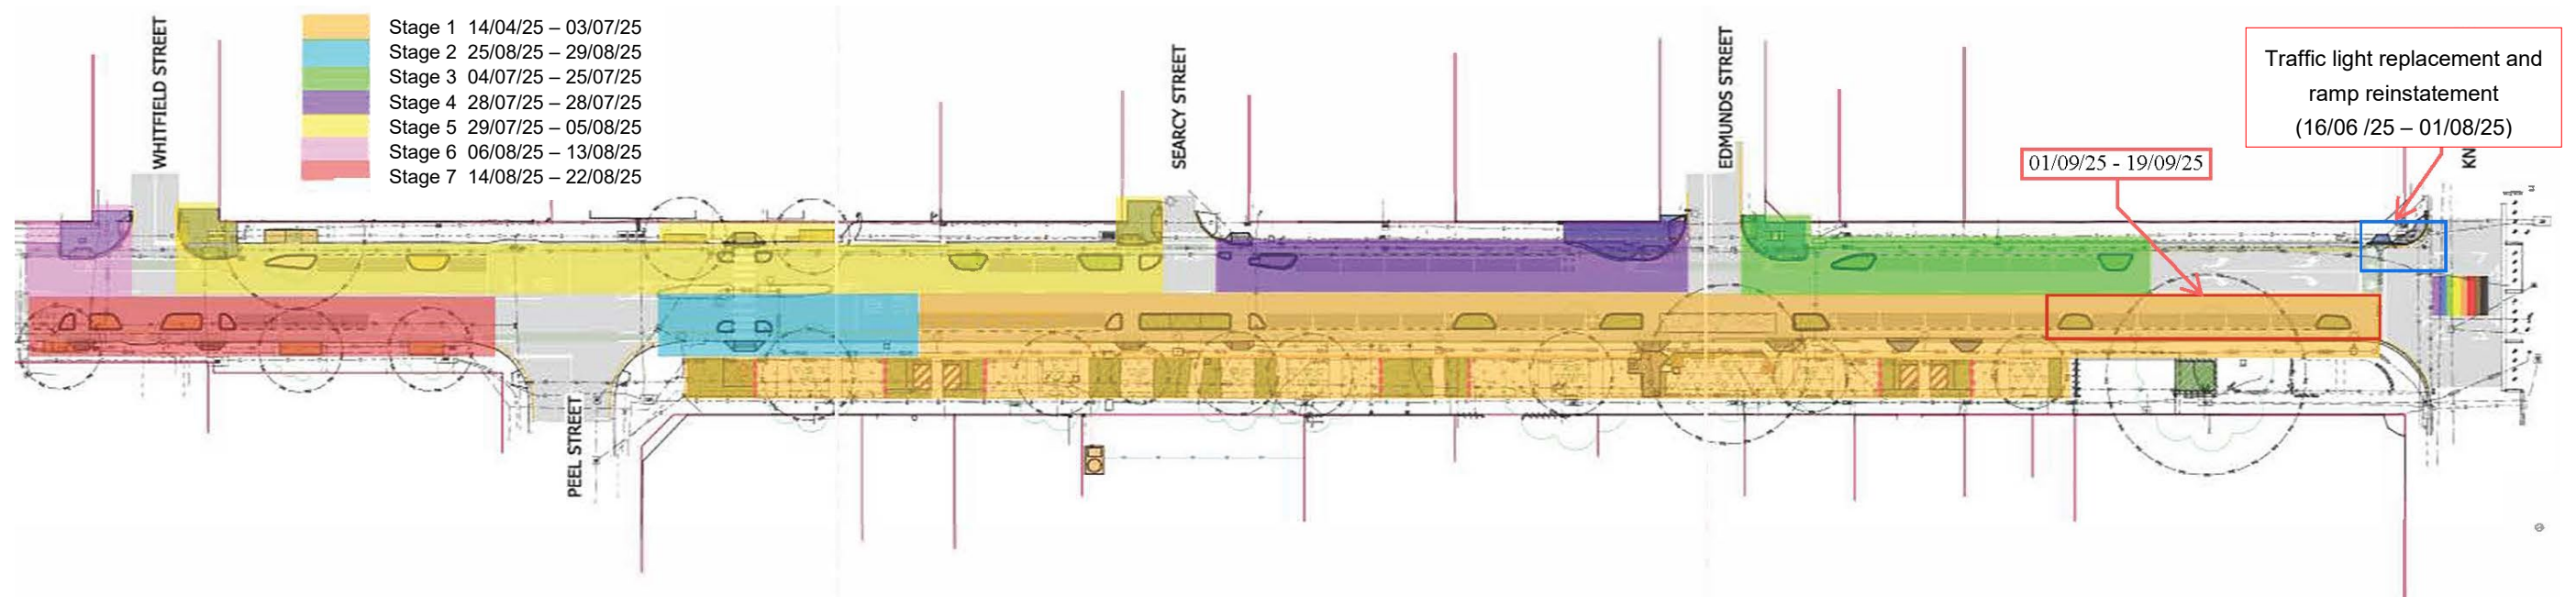 WHITFIELD STREET
Stage 1 14/04/25 – 03/07/25
Stage 2 25/08/25 – 29/08/25
Stage 3 04/07/25 – 25/07/25
Stage 4 28/07/25 – 28/07/25
Stage 5 29/07/25 – 05/08/25
Stage 6 06/08/25 – 13/08/25
Stage 7 14/08/25 – 22/08/25
SEARCY STREET
EDMUNDS STREET
Traffic light replacement and
ramp reinstatement
(16/06 /25 – 01/08/25)
KN
01/09/25 - 19/09/25
PEEL STREET